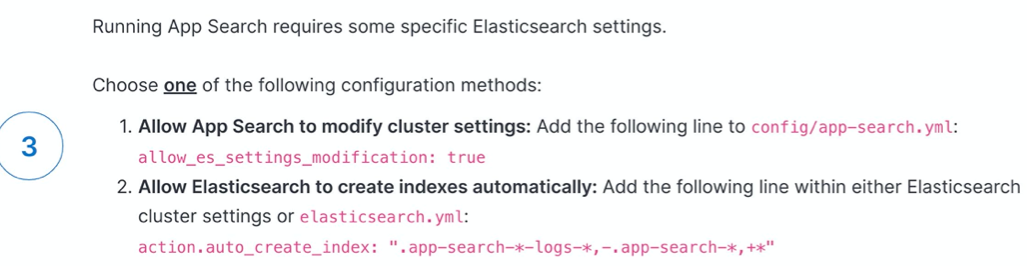 Running App Search requires some specific Elasticsearch settings.
Choose one of the following configuration methods:
3
1. Allow App Search to modify cluster settings: Add the following line to config/app-search.yml:
allow_es_settings_modification: true
2. Allow Elasticsearch to create indexes automatically: Add the following line within either Elasticsearch
cluster settings or elasticsearch.yml:
action.auto_create_index: ".app-search-*-logs-*,-.app-search-*,+*"